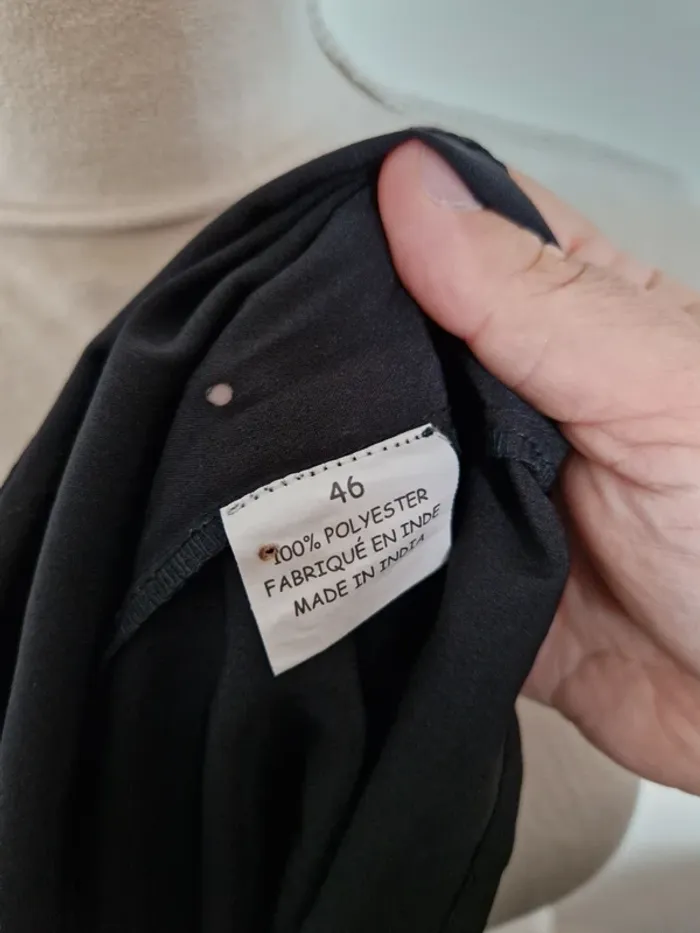 46
100% POLYESTER
FABRIQUÉ EN INDE
MADE IN INDIA